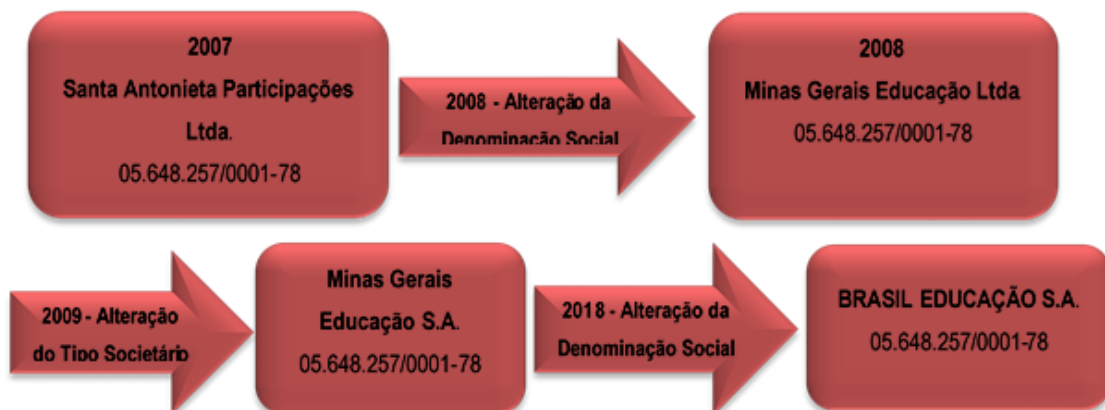 2007
Santa Antonieta Participações
Ltda.
05.648.257/0001-78
2008 - Alteração da
Denominação Social
2008
Minas Gerais Educação Ltda
05.648.257/0001-78
2009 - Alteração
do Tipo Societário
Minas Gerais
Educação S.A.
05.648.257/0001-78
2018 - Alteração da
Denominação Social
BRASIL EDUCAÇÃO S.A.
05.648.257/0001-78